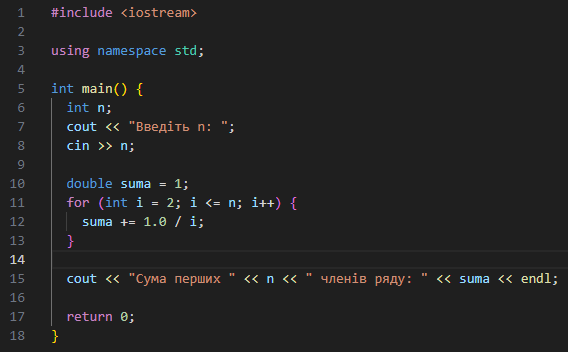 1 #include <iostream>
2
3 using namespace std;
4
5 int main() {
6 int n;
7 cout << "Введіть n: ";
8 cin >> n;
9
10 double suma = 1;
11 for (int i = 2; i <= n; i++) {
12 suma += 1.0 / i;
13 }
14
15 cout << "Сума перших " << n << " членів ряду: " << suma << endl;
16
17 return 0;
18 }